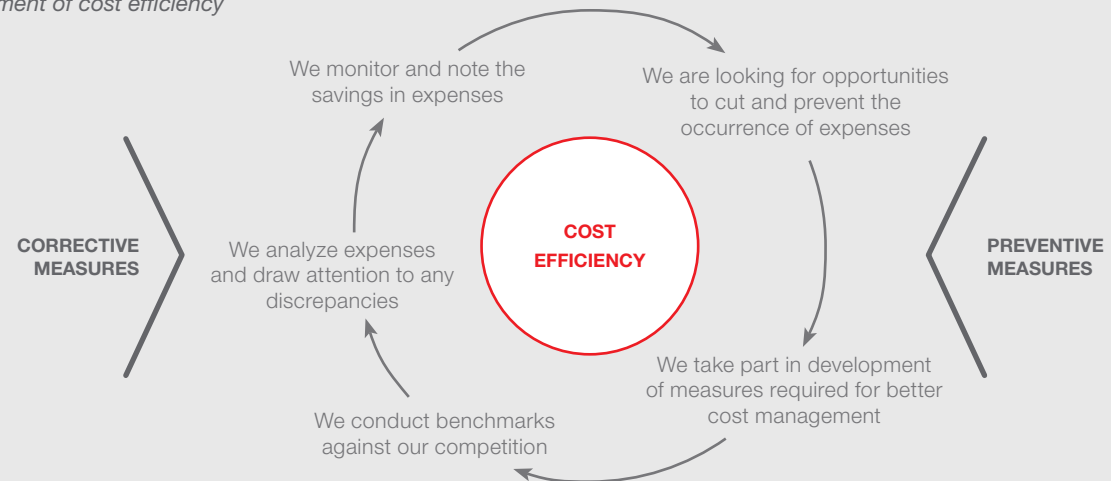 of cost efficiency
We monitor and note the
savings in expenses
We are looking for opportunities
to cut and prevent the
occurrence of expenses
CORRECTIVE
MEASURES
We analyze expenses
and draw attention to any
discrepancies
COST
EFFICIENCY
PREVENTIVE
MEASURES
We take part in development
of measures required for better
cost management
We conduct benchmarks
against our competition